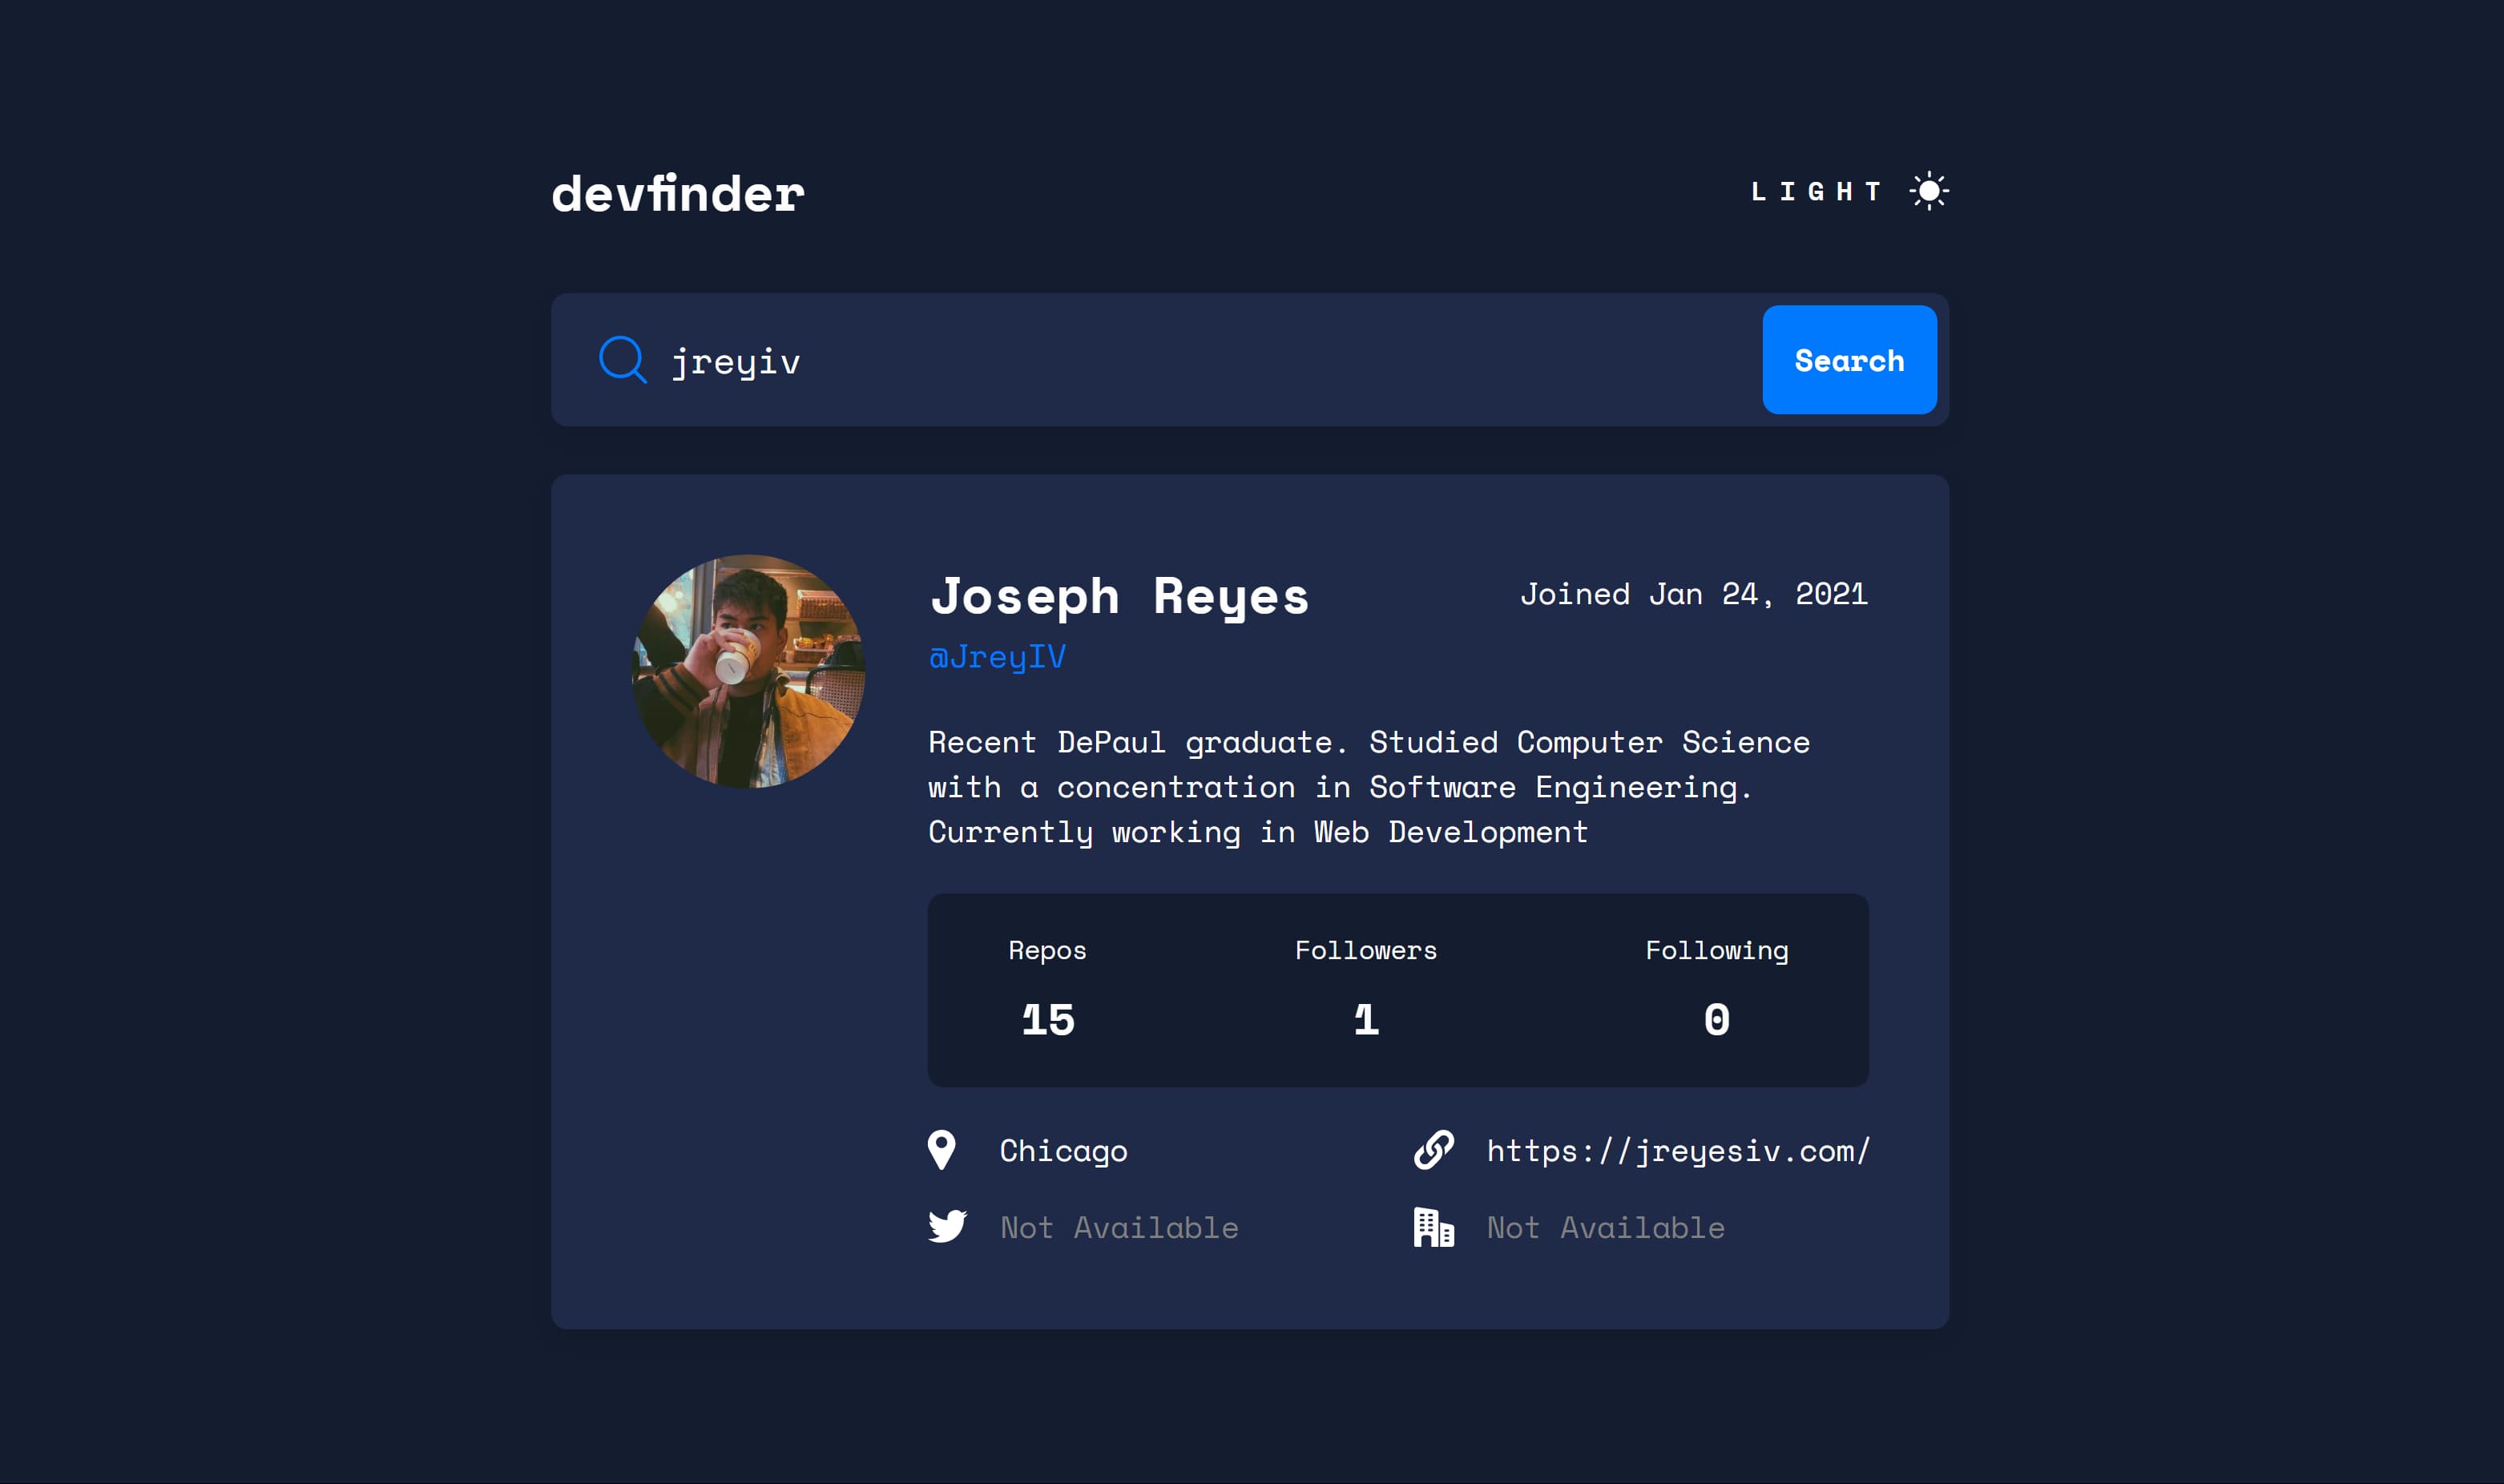 devfinder
LIGHT
jreyiv
Search
Joseph Reyes
Joined Jan 24, 2021
@JreyIV
Recent DePaul graduate. Studied Computer Science
with a concentration in Software Engineering.
Currently working in Web Development
Repos
Followers
Following
15
1
0
Chicago
https://jreyesiv.com/
Not Available
Not Available